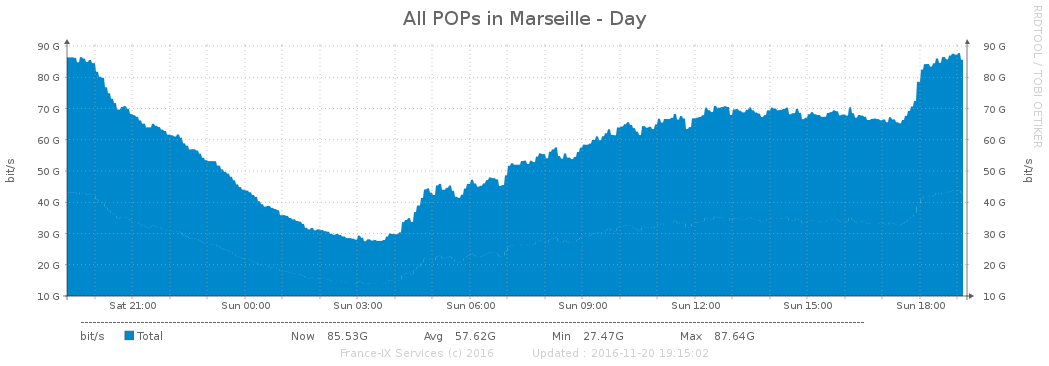 All POPs in Marseille - Day
RRDTOOL / TOBI OETIKER
90 G 90 G
80 G 80 G
70 G 70 G
60 G 60 G
50 G 50 G
40 G 40 G
30 G 30 G
20 G 20 G
10 G 10 G
bit/s
bit/s
Sat 21:00 Sun 00:00 Sun 03:00 Sun 06:00 Sun 09:00 Sun 12:00 Sun 15:00 Sun 18:00
bit/s Total Now 85.53G Avg 57.62G Min 27.47G Max 87.64G
France-IX Services (c) 2016 Updated : 2016-11-20 19:15:02